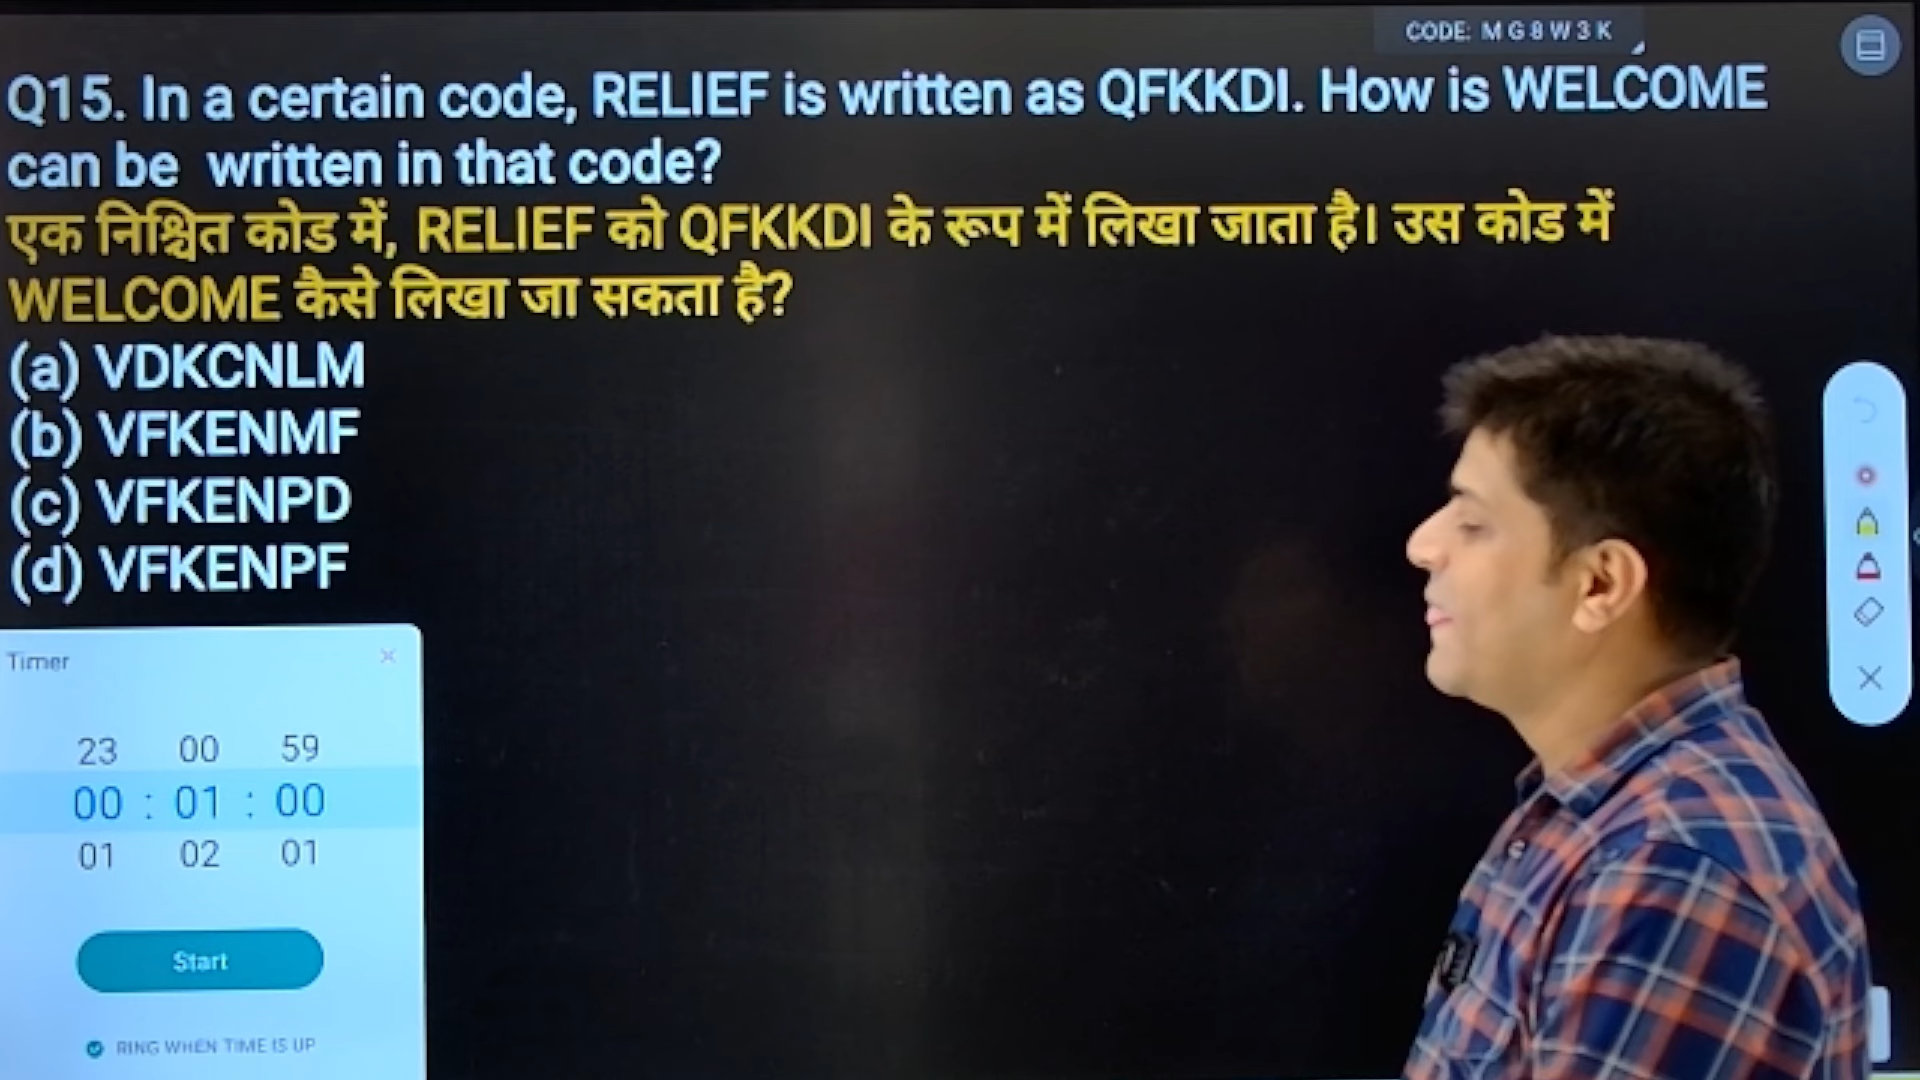 CODE: MG8W3K
Q15. In a certain code, RELIEF is written as QFKKDI. How is WELCOME
can be written in that code?
एक निश्चित कोड में, RELIEF को QFKKDI के रूप में लिखा जाता है। उस कोड में
WELCOME कैसे लिखा जा सकता है?
(a) VDKCNLM
(b) VFKENMF
(c) VFKENPD
(d) VFKENPF
Timer
23 00 59
00 : 01 : 00
01 02 01
Start
RING WHEN TIME IS UP